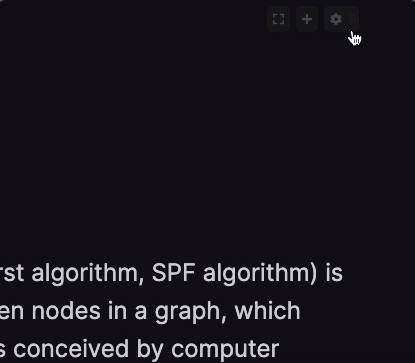 rst algorithm, SPF algorithm) is
en nodes in a graph, which
s conceived by computer